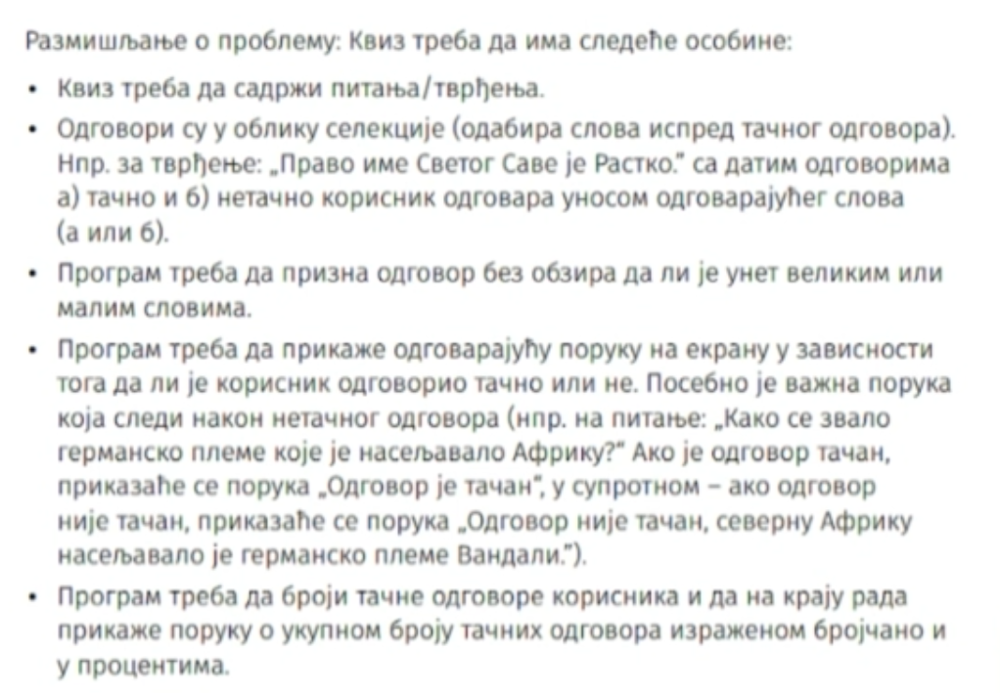 Размишљање о проблему: Квиз треба да има следеће особине:
• Квиз треба да садржи питања/тврђења.
• Одговори су у облику селекције (одабира слова испред тачног одговора).
Нпр. за тврђење: „Право име Светог Саве је Растко.” са датим одговорима
а) тачно и б) нетачно корисник одговара уносом одговарајућег слова
(а или б).
• Програм треба да призна одговор без обзира да ли је унет великим или
малим словима.
• Програм треба да прикаже одговарајућу поруку на екрану у зависности
тога да ли је корисник одговорио тачно или не. Посебно је важна порука
која следи након нетачног одговора (нпр. на питање: „Како се звало
германско племе које је насељавало Африку?” Ако је одговор тачан,
приказаће се порука „Одговор је тачан”, у супротном – ако одговор
није тачан, приказаће се порука „Одговор није тачан, северну Африку
насељавало је германско племе Вандали.”).
• Програм треба да броји тачне одговоре корисника и да на крају рада
прикаже поруку о укупном броју тачних одговора израженом бројчано и
у процентима.